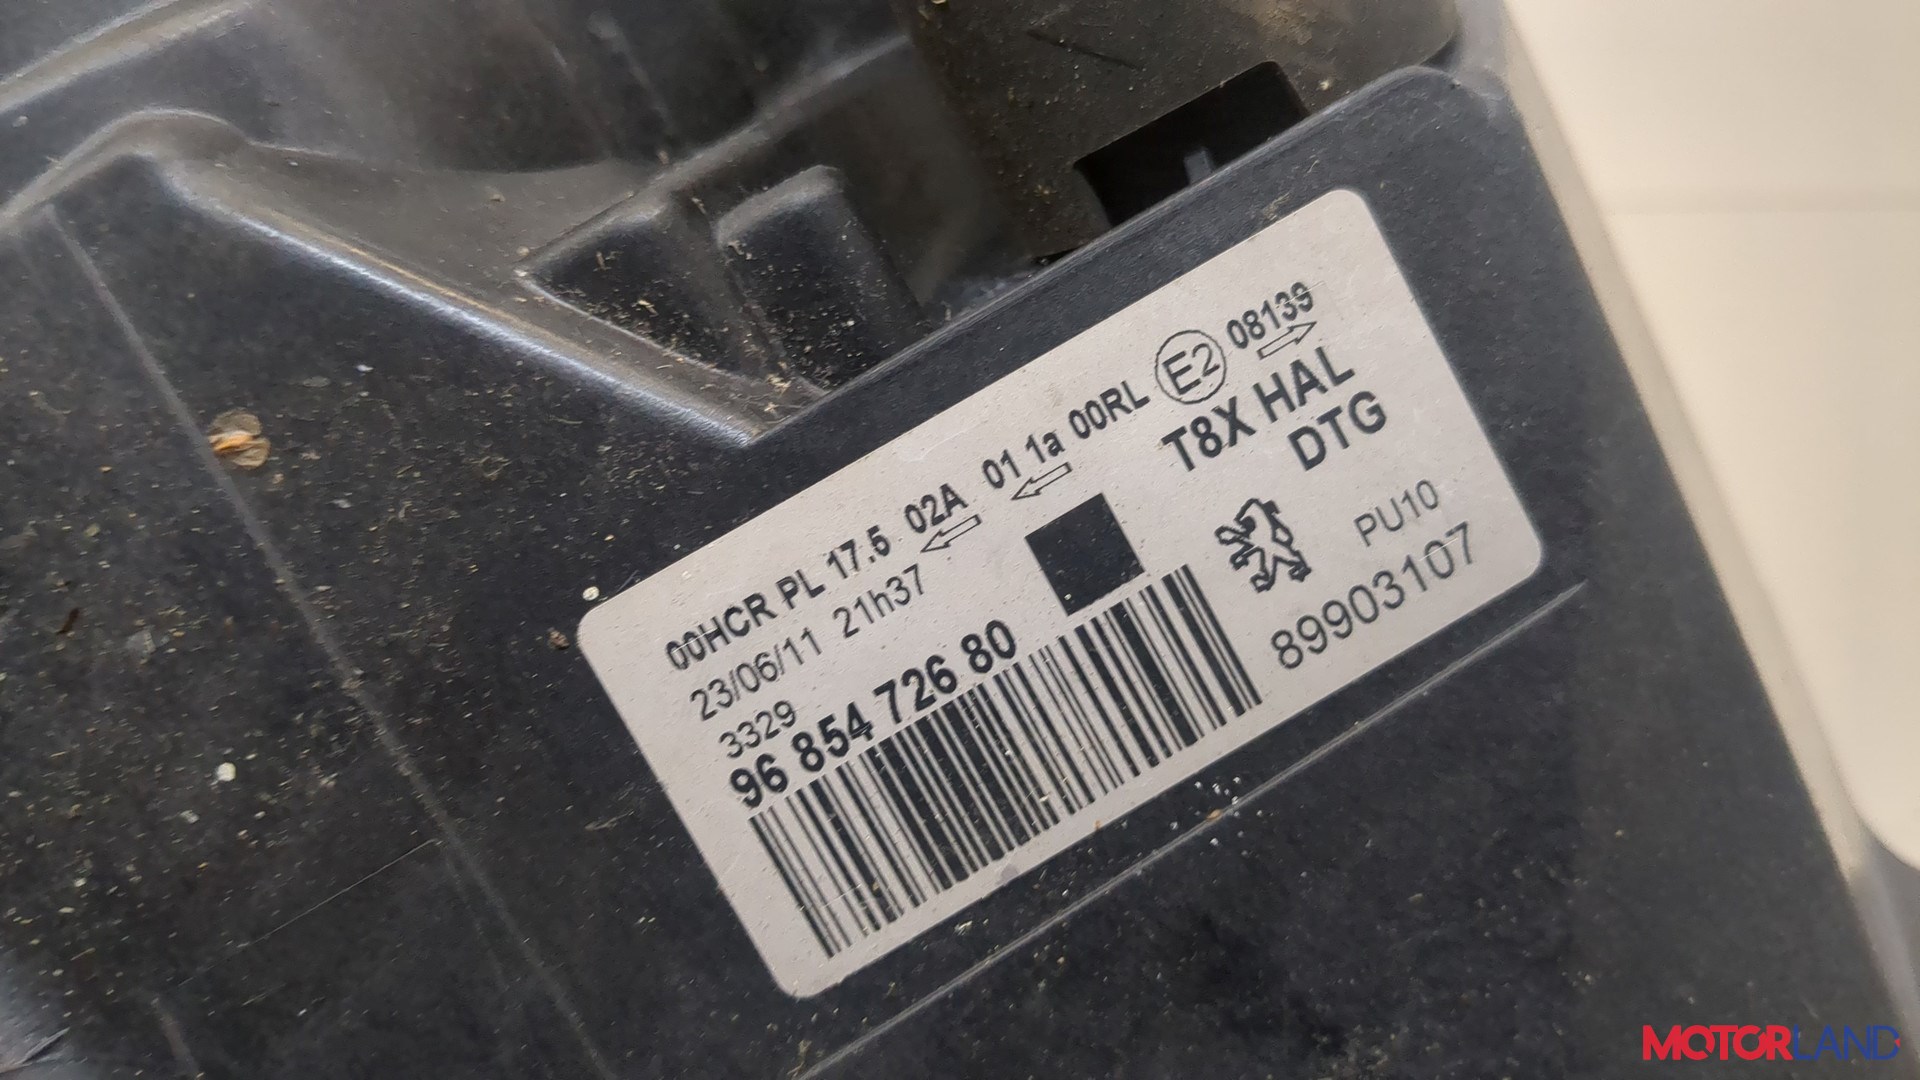 00HCR PL 17.5 02A 01 1a 00RL E2 08139
23/06/11 21h37
T8X HAL
DTG
3329
PU10
96 854 726 80
89903107
MOTORLAND